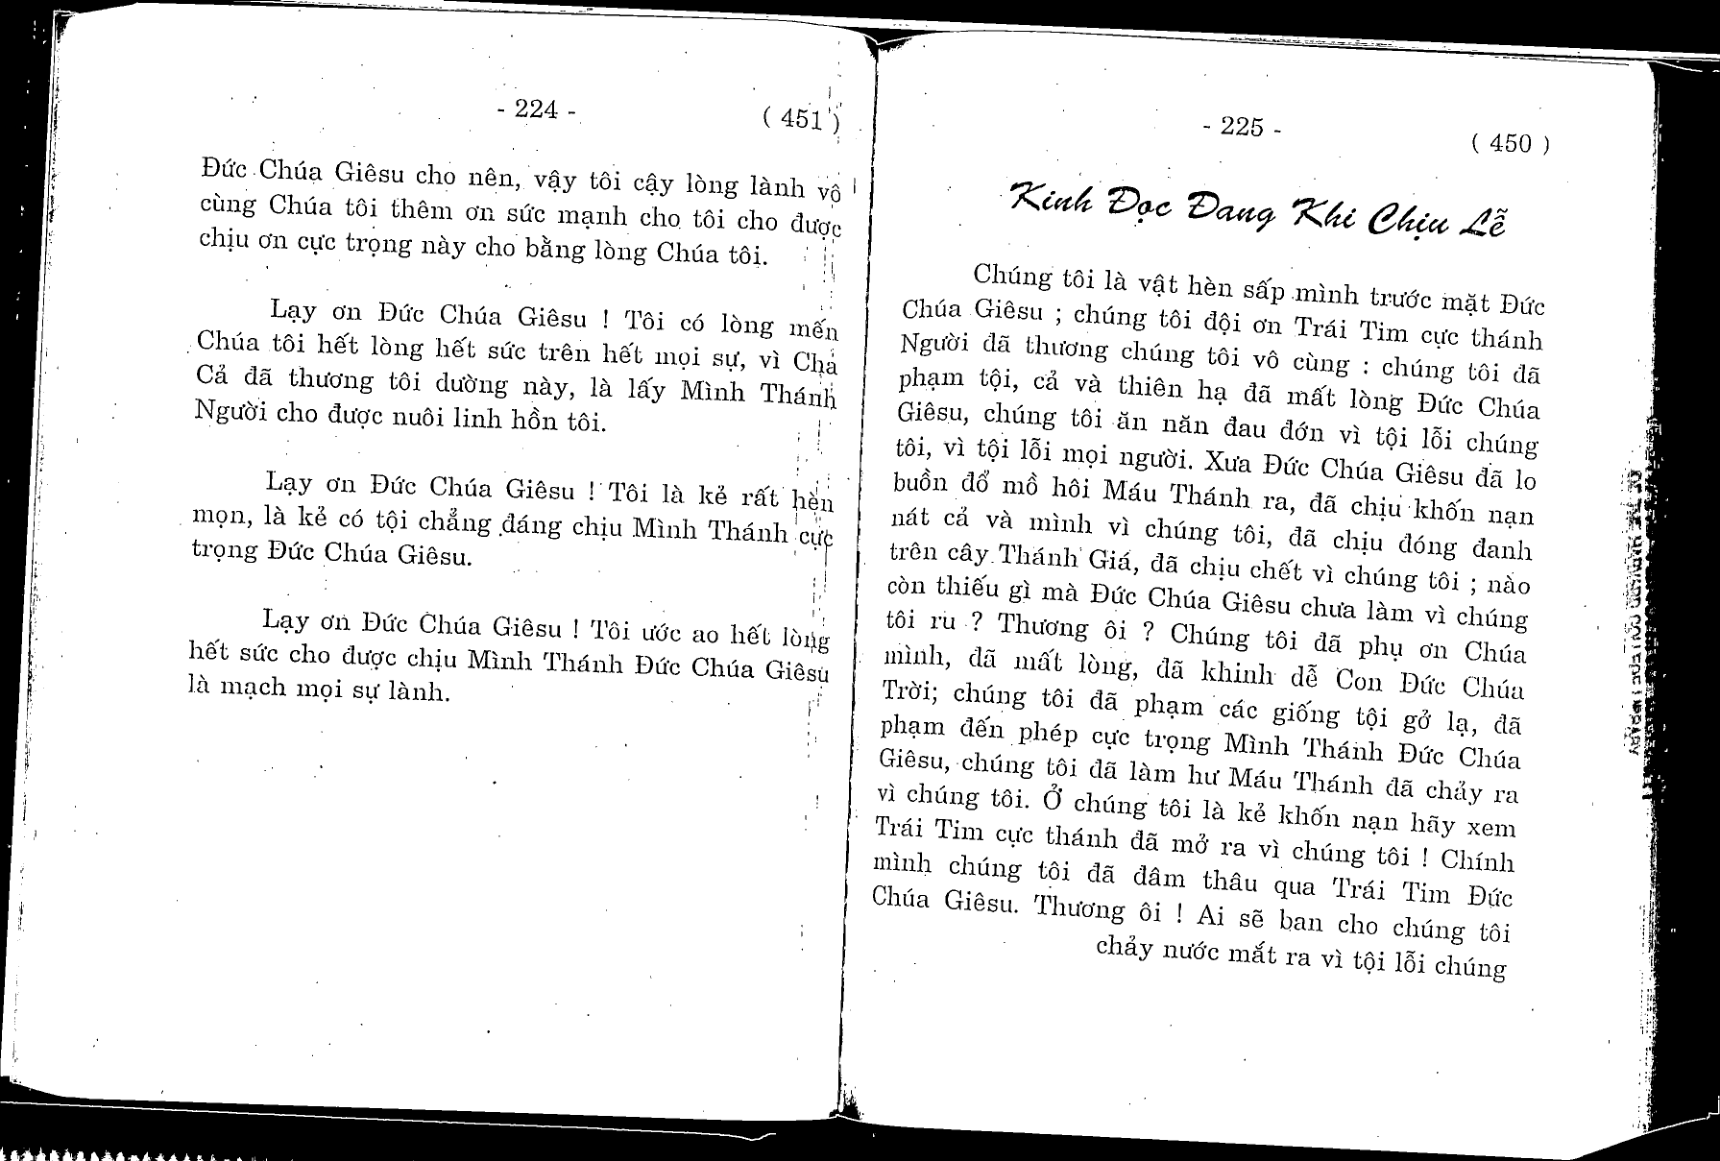 - 224 -
( 451 )
Đức Chúa Giêsu cho nên, vậy tôi cậy lòng lành vô
cùng Chúa tôi thêm ơn sức mạnh cho tôi cho được
chịu ơn cực trọng này cho bằng lòng Chúa tôi.
Lạy ơn Đức Chúa Giêsu ! Tôi có lòng mến
Chúa tôi hết lòng hết sức trên hết mọi sự, vì Cha
Cả đã thương tôi dường này, là lấy Mình Thánh
Người cho được nuôi linh hồn tôi.
Lạy ơn Đức Chúa Giêsu ! Tôi là kẻ rất hèn
mọn, là kẻ có tội chẳng đáng chịu Mình Thánh cực
trọng Đức Chúa Giêsu.
Lạy ơn Đức Chúa Giêsu ! Tôi ước ao hết lòng
hết sức cho được chịu Mình Thánh Đức Chúa Giêsu
là mạch mọi sự lành.
- 225 -
( 450 )
Kinh Đọc Đang Khi Chịu Lễ
Chúng tôi là vật hèn sấp mình trước mặt Đức
Chúa Giêsu ; chúng tôi đội ơn Trái Tim cực thánh
Người đã thương chúng tôi vô cùng : chúng tôi đã
phạm tội, cả và thiên hạ đã mất lòng Đức Chúa
Giêsu, chúng tôi ăn năn đau đớn vì tội lỗi chúng
tôi, vì tội lỗi mọi người. Xưa Đức Chúa Giêsu đã lo
buồn đổ mồ hôi Máu Thánh ra, đã chịu khốn nạn
nát cả và mình vì chúng tôi, đã chịu đóng đanh
trên cây Thánh Giá, đã chịu chết vì chúng tôi ; nào
còn thiếu gì mà Đức Chúa Giêsu chưa làm vì chúng
tôi ru ? Thương ôi ? Chúng tôi đã phụ ơn Chúa
mình, đã mất lòng, đã khinh dễ Con Đức Chúa
Trời; chúng tôi đã phạm các giống tội gở lạ, đã
phạm đến phép cực trọng Mình Thánh Đức Chúa
Giêsu, chúng tôi đã làm hư Máu Thánh đã chảy ra
vì chúng tôi. Ở chúng tôi là kẻ khốn nạn hãy xem
Trái Tim cực thánh đã mở ra vì chúng tôi ! Chính
mình chúng tôi đã đâm thâu qua Trái Tim Đức
Chúa Giêsu. Thương ôi ! Ai sẽ ban cho chúng tôi
chảy nước mắt ra vì tội lỗi chúng